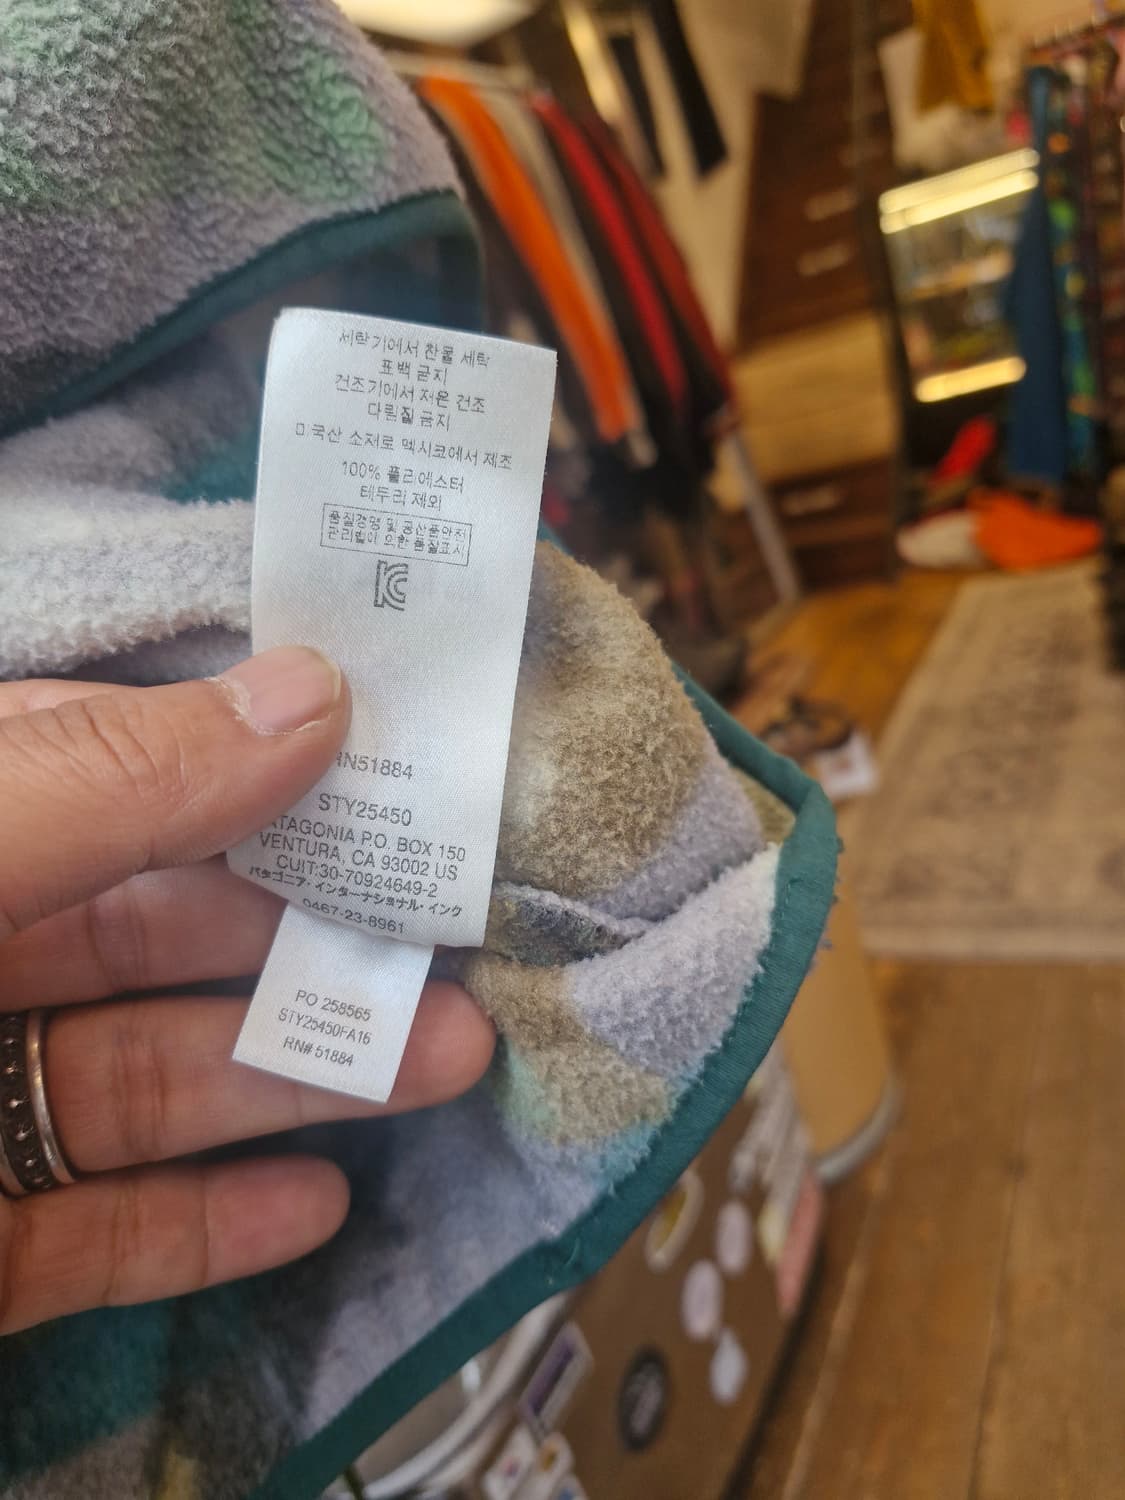 세탁기에서 찬물 세탁
표백 금지
건조기에서 저온 건조
다림질 금지
미국산 소재로 멕시코에서 제조
100% 폴리에스터
테두리 제외
품질경영 및 공산품안전
관리법에 의한 품질표시
KC
RN51884
STY25450
PATAGONIA P.O. BOX 150
VENTURA, CA 93002 US
CUIT:30-70924649-2
パタゴニア・インターナショナル・インク
0467-23-8961
PO 258565
STY25450FA16
RN# 51884